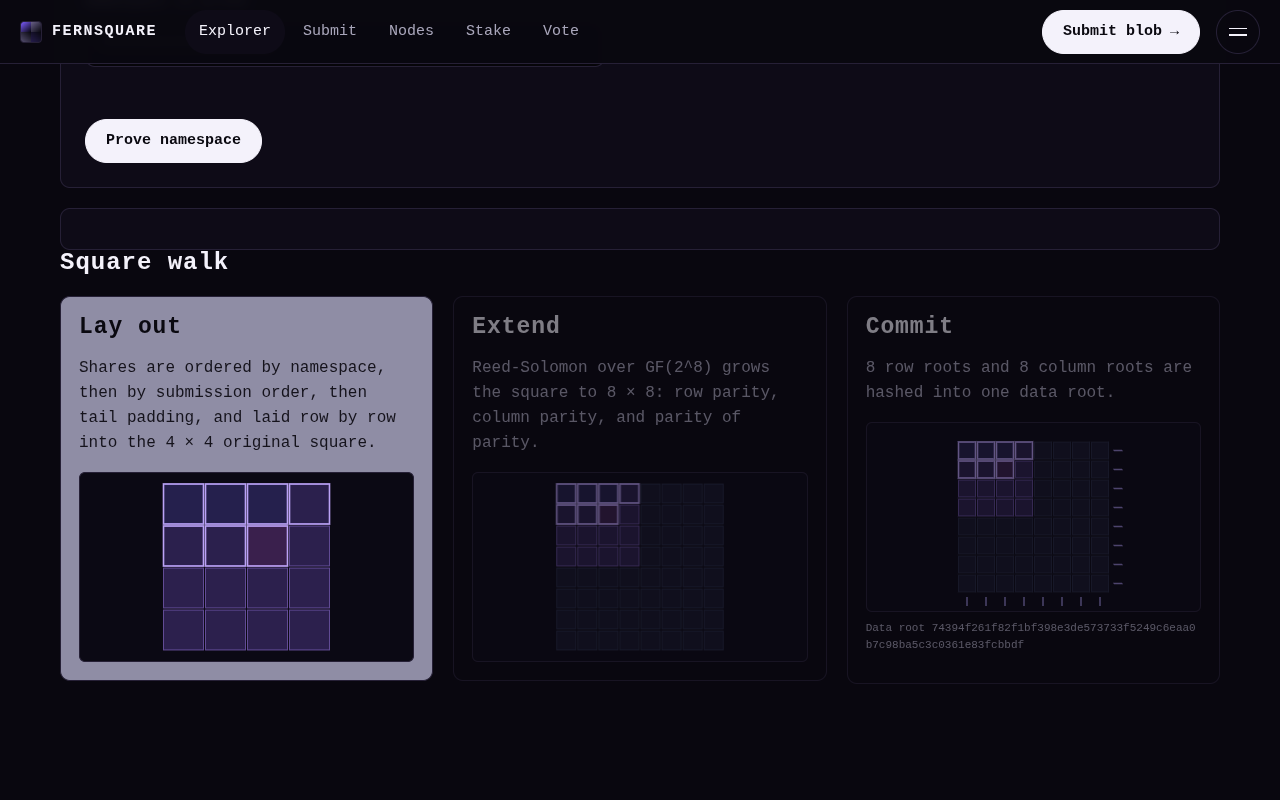 FERNSQUARE
Explorer
Submit
Nodes
Stake
Vote
Submit blob →
Prove namespace
Square walk
Lay out
Shares are ordered by namespace,
then by submission order, then
tail padding, and laid row by row
into the 4 × 4 original square.
Extend
Reed-Solomon over GF(2^8) grows
the square to 8 × 8: row parity,
column parity, and parity of
parity.
Commit
8 row roots and 8 column roots are
hashed into one data root.
Data root 74394f261f82f1bf398e3de573733f5249c6eaa0
b7c98ba5c3c0361e83fcbbdf